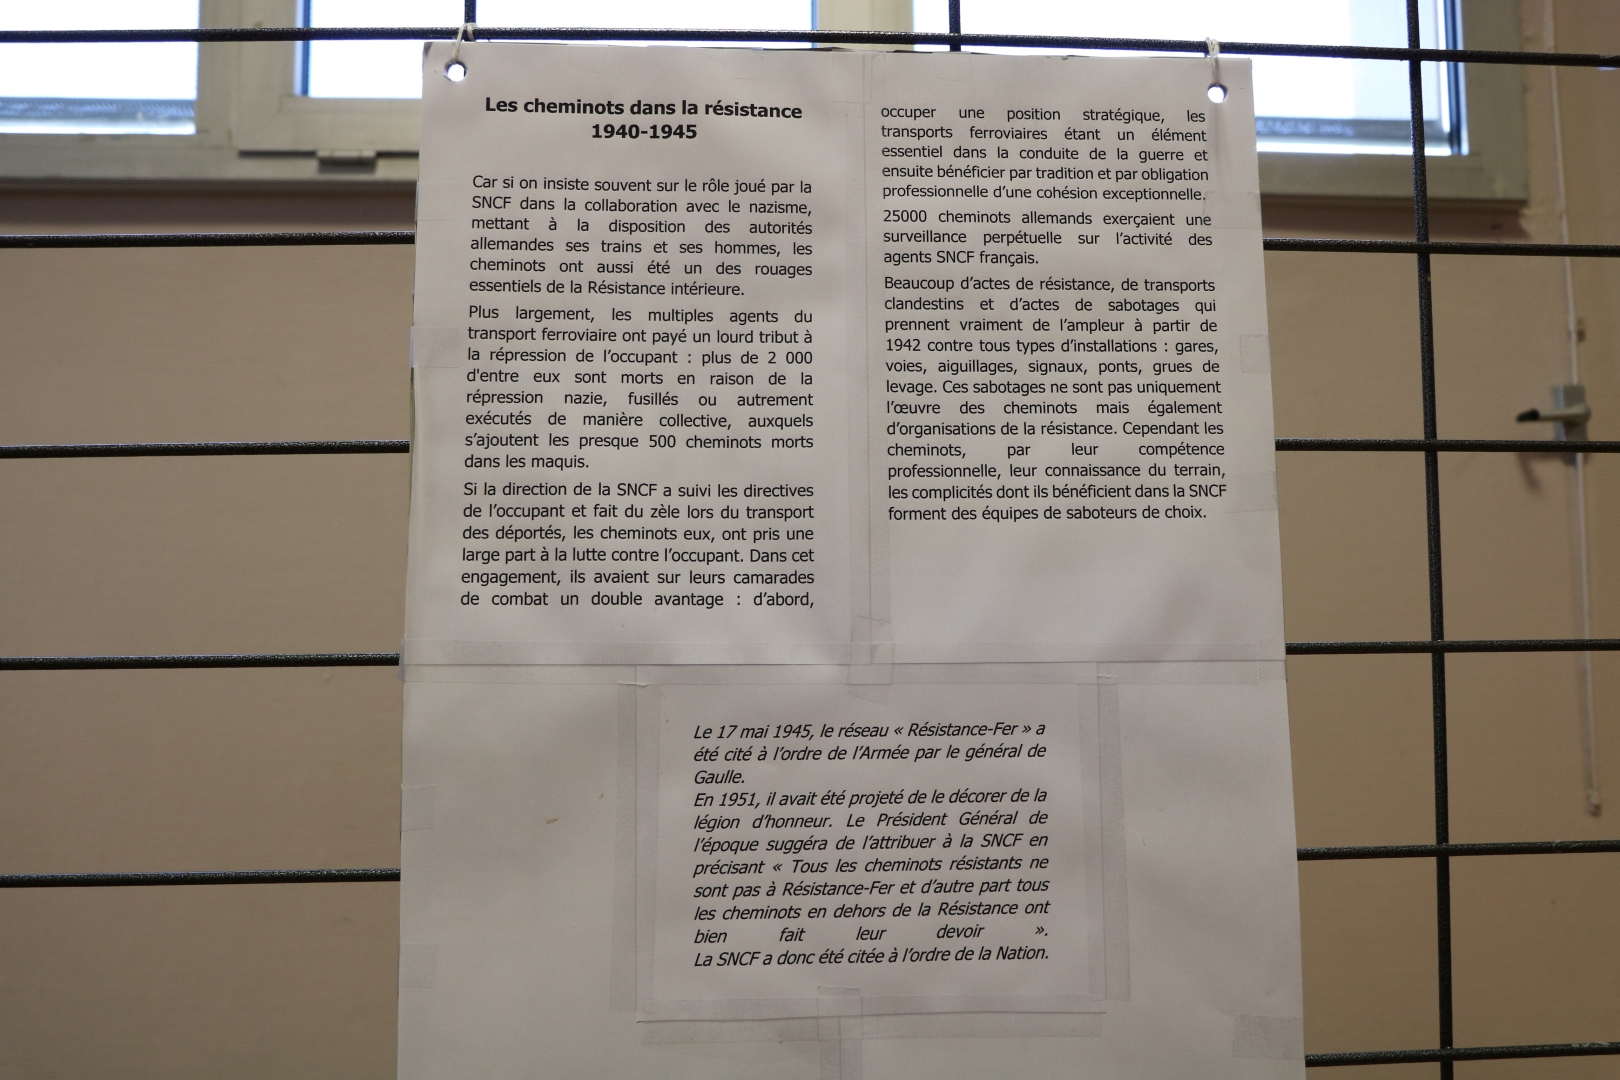 Les cheminots dans la résistance
1940-1945
Car si on insiste souvent sur le rôle joué par la
SNCF dans la collaboration avec le nazisme,
mettant à la disposition des autorités
allemandes ses trains et ses hommes, les
cheminots ont aussi été un des rouages
essentiels de la Résistance intérieure.
Plus largement, les multiples agents du
transport ferroviaire ont payé un lourd tribut à
la répression de l'occupant : plus de 2 000
d'entre eux sont morts en raison de la
répression nazie, fusillés ou autrement
exécutés de manière collective, auxquels
s'ajoutent les presque 500 cheminots morts
dans les maquis.
Si la direction de la SNCF a suivi les directives
de l'occupant et fait du zèle lors du transport
des déportés, les cheminots eux, ont pris une
large part à la lutte contre l'occupant. Dans cet
engagement, ils avaient sur leurs camarades
de combat un double avantage : d'abord,
occuper une position stratégique, les
transports ferroviaires étant un élément
essentiel dans la conduite de la guerre et
ensuite bénéficier par tradition et par obligation
professionnelle d'une cohésion exceptionnelle.
25000 cheminots allemands exerçaient une
surveillance perpétuelle sur l'activité des
agents SNCF français.
Beaucoup d'actes de résistance, de transports
clandestins et d'actes de sabotages qui
prennent vraiment de l'ampleur à partir de
1942 contre tous types d'installations : gares,
voies, aiguillages, signaux, ponts, grues de
levage. Ces sabotages ne sont pas uniquement
l'œuvre des cheminots mais également
d'organisations de la résistance. Cependant les
cheminots, par leur compétence
professionnelle, leur connaissance du terrain,
les complicités dont ils bénéficient dans la SNCF
forment des équipes de saboteurs de choix.
Le 17 mai 1945, le réseau « Résistance-Fer » a
été cité à l'ordre de l'Armée par le général de
Gaulle.
En 1951, il avait été projeté de le décorer de la
légion d'honneur. Le Président Général de
l'époque suggéra de l'attribuer à la SNCF en
précisant « Tous les cheminots résistants ne
sont pas à Résistance-Fer et d'autre part tous
les cheminots en dehors de la Résistance ont
bien fait leur devoir ».
La SNCF a donc été citée à l'ordre de la Nation.